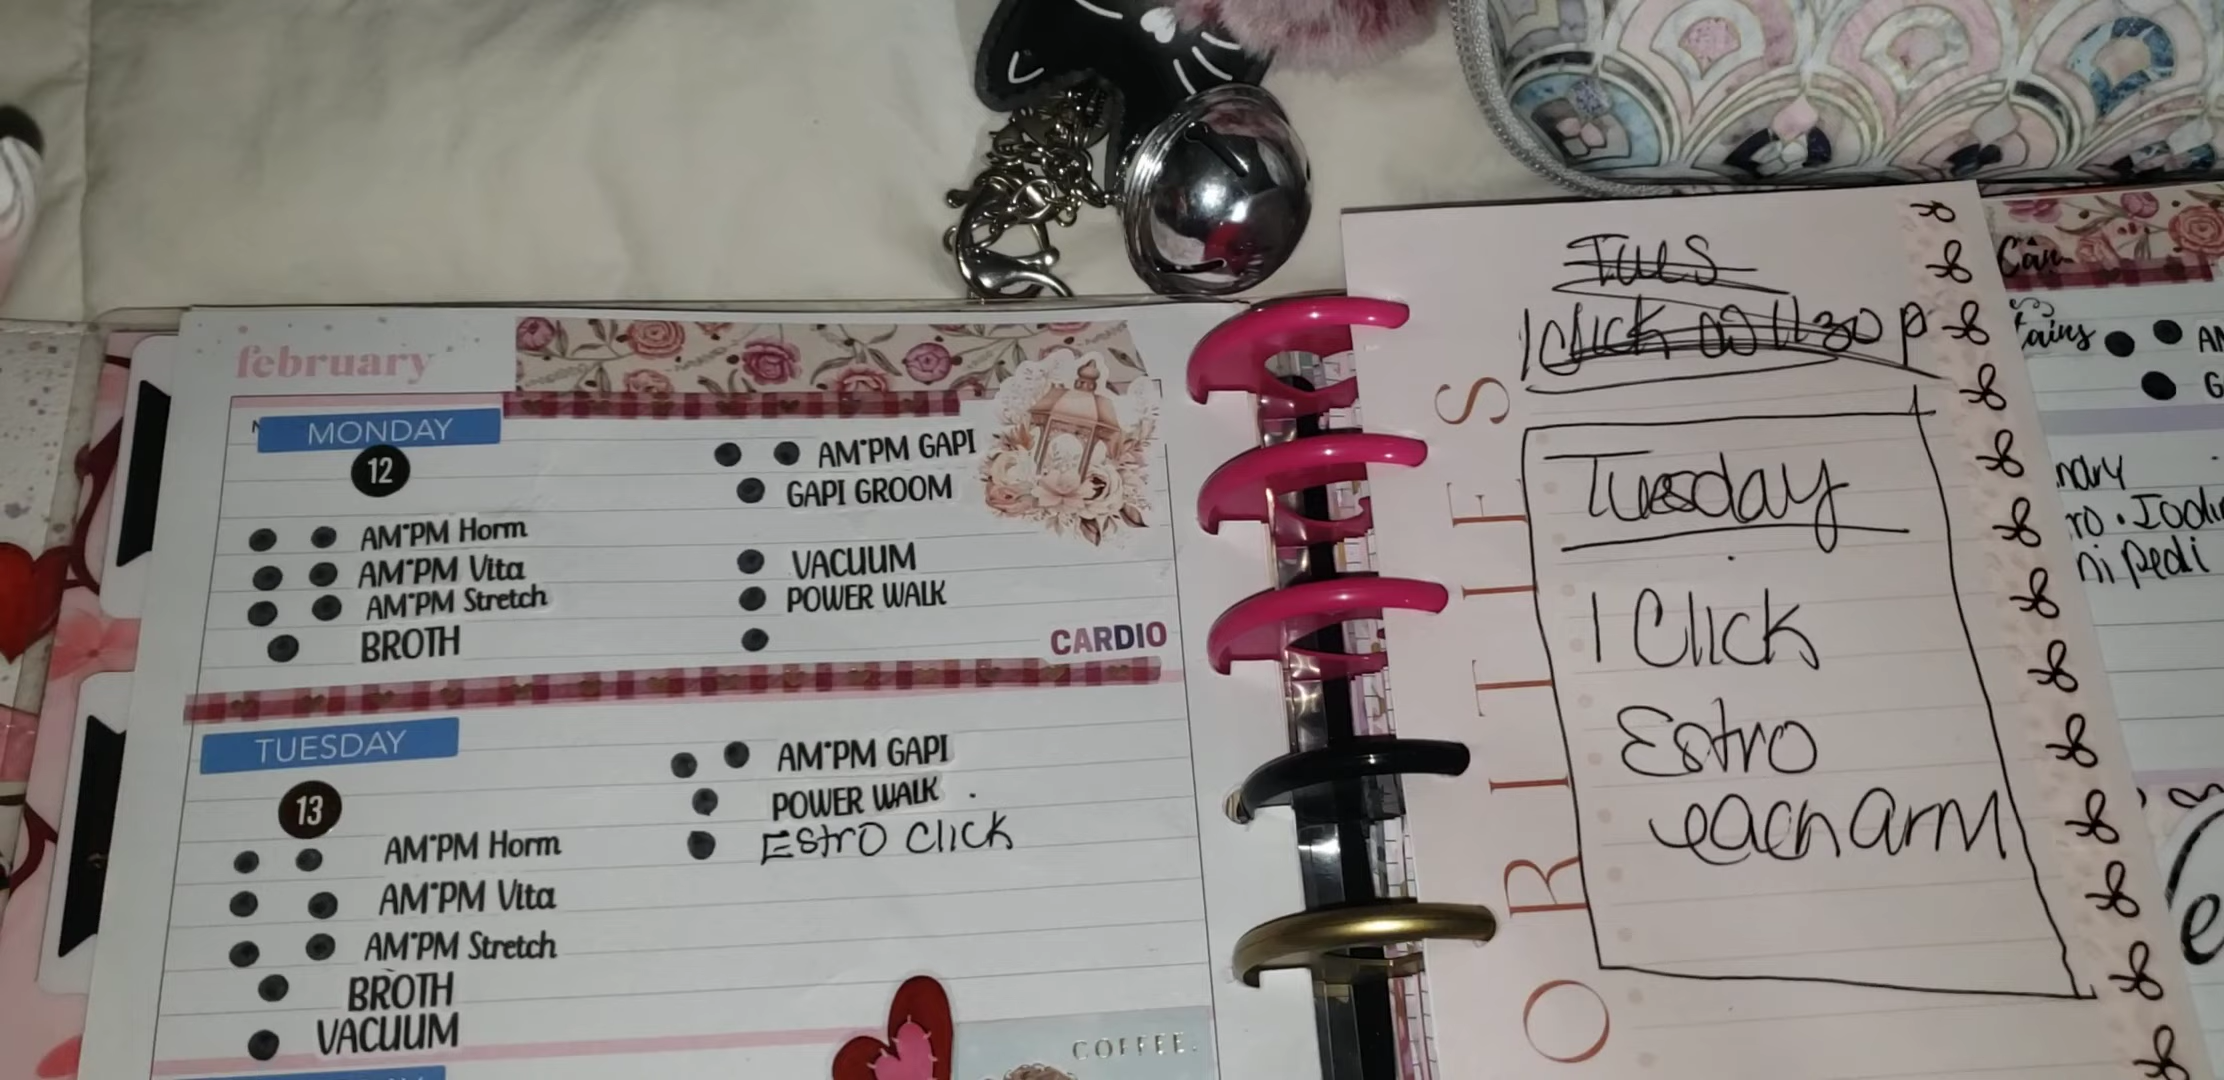 february
MONDAY
12
AM•PM GAPI
GAPI GROOM
AM•PM Horm
AM•PM Vita
AM•PM Stretch
BROTH
VACUUM
POWER WALK
CARDIO
TUESDAY
13
AM•PM GAPI
POWER WALK
EStrO Click
AM•PM Horm
AM•PM Vita
AM•PM Stretch
BROTH
VACUUM
COFFEE.
Tues
1 Click
ORITIES
Tuesday
1 Click
Estro
each arm
ni pedi